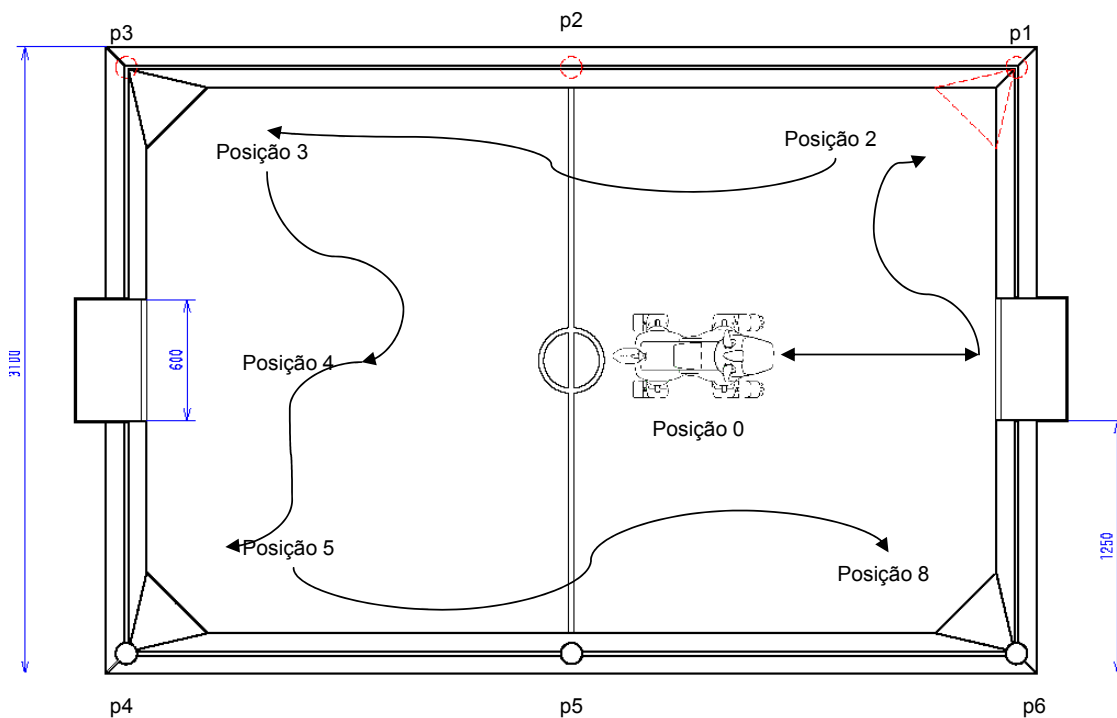 p3
p2
p1
Posição 3
Posição 2
3100
600
Posição 4
Posição 0
Posição 5
Posição 8
1250
p4
p5
p6